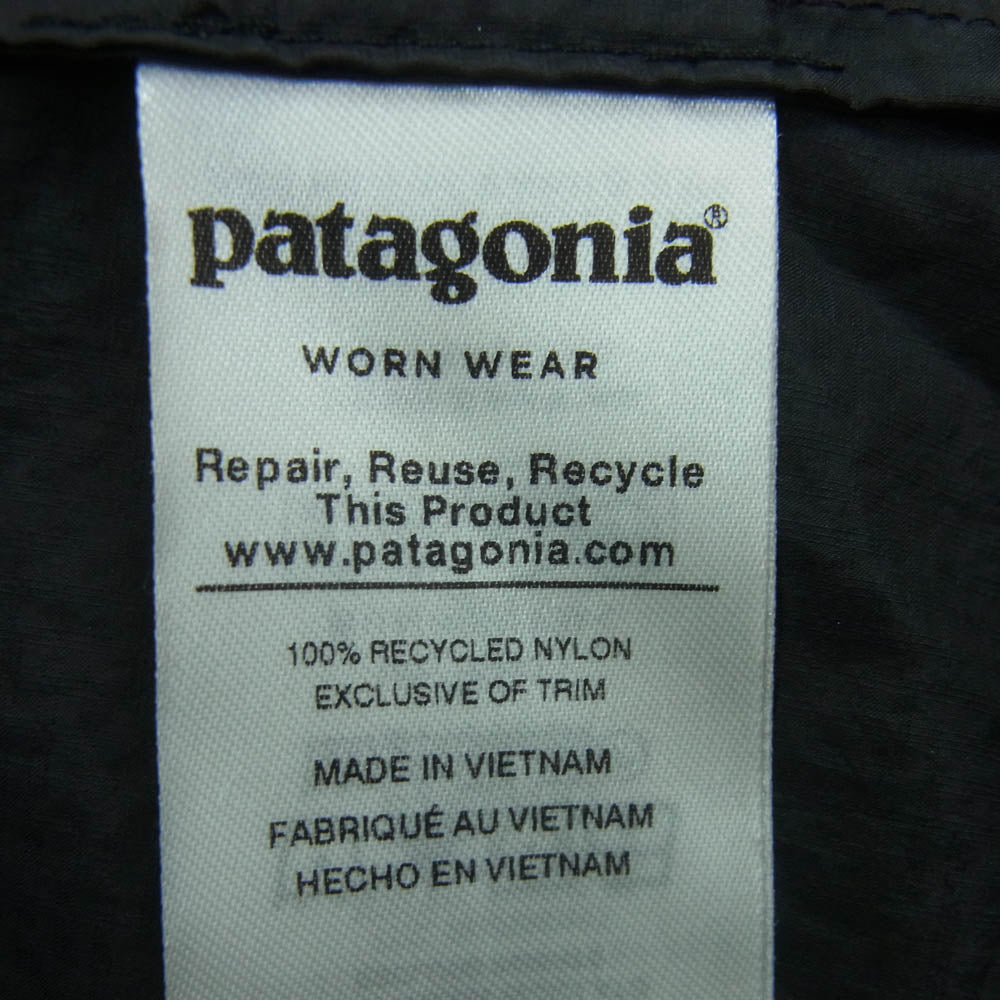 patagonia®
WORN WEAR
Repair, Reuse, Recycle
This Product
www.patagonia.com
100% RECYCLED NYLON
EXCLUSIVE OF TRIM
MADE IN VIETNAM
FABRIQUÉ AU VIETNAM
HECHO EN VIETNAM